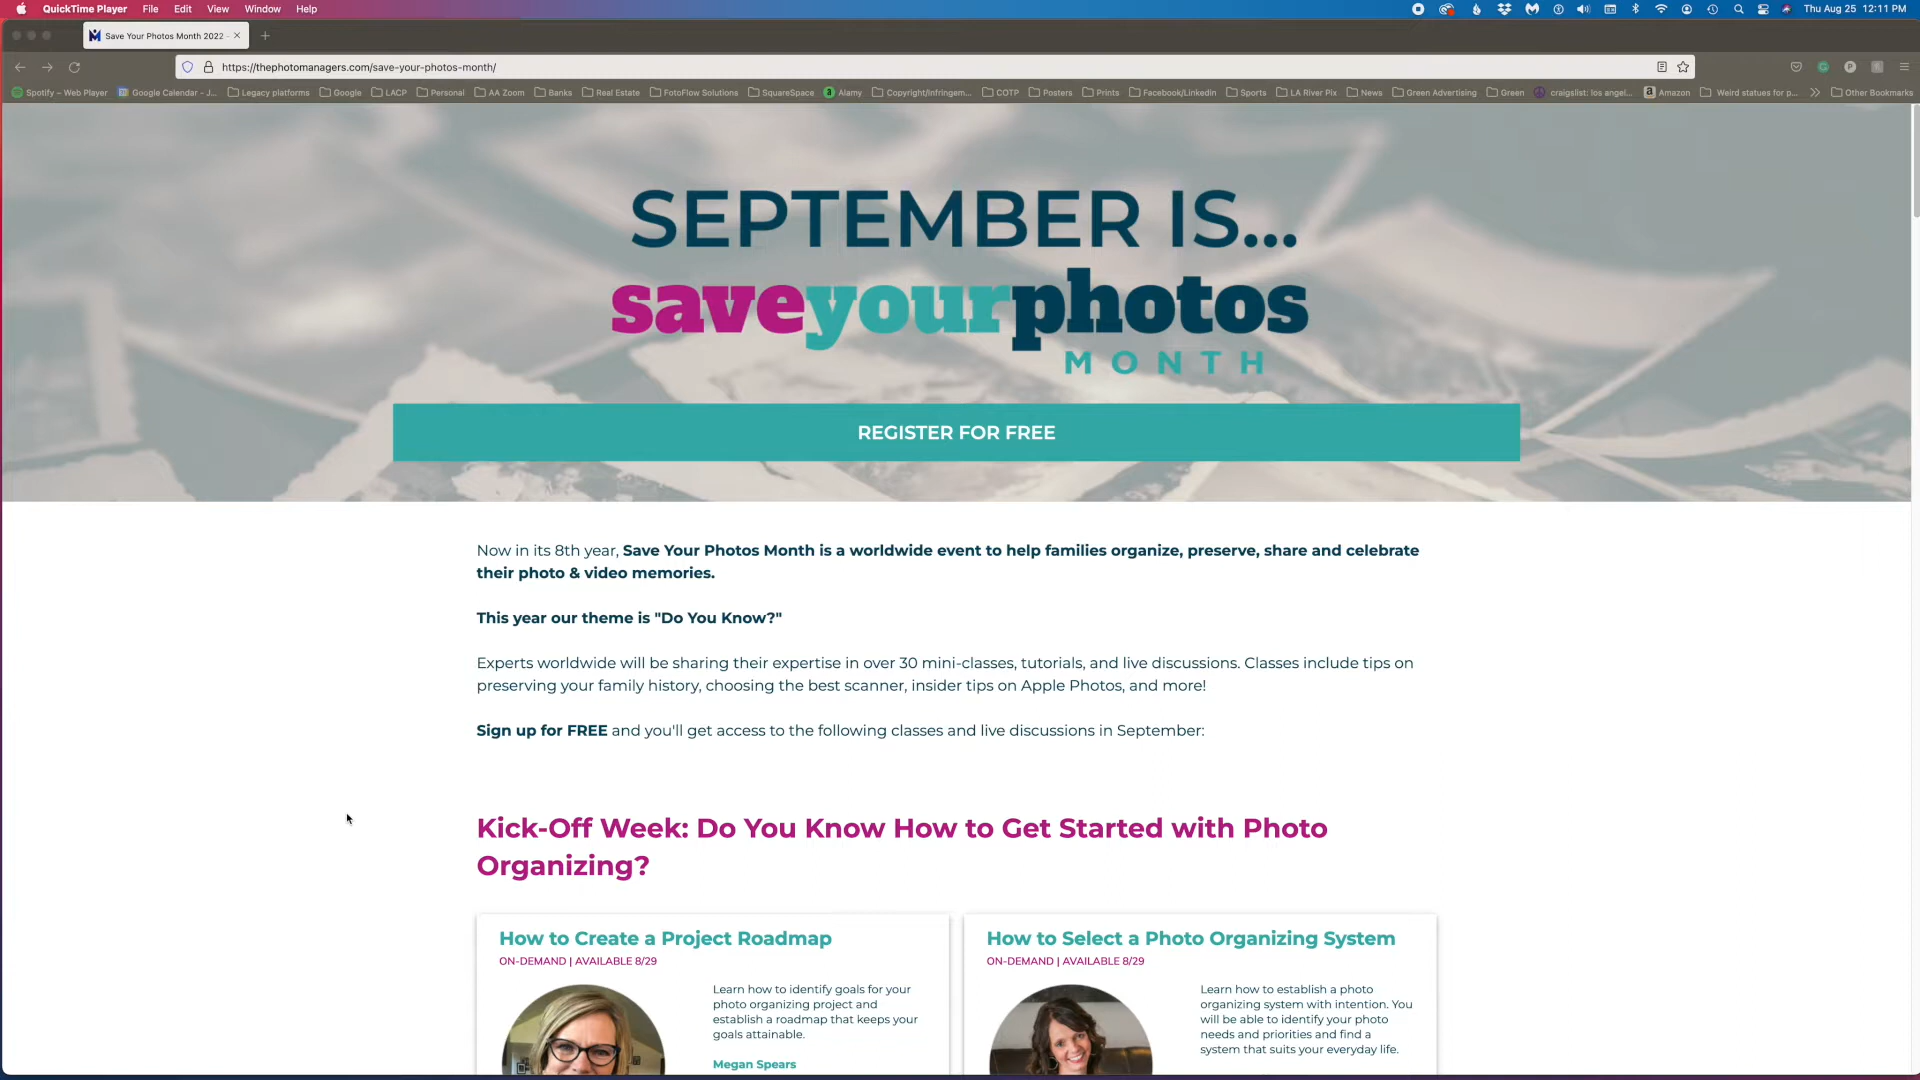 QuickTime Player File Edit View Window Help Thu Aug 25 12:11 PM
Save Your Photos Month 2022 -
https://thephotomanagers.com/save-your-photos-month/
Spotify – Web Player Google Calendar - J... Legacy platforms Google LACP Personal AA Zoom Banks Real Estate FotoFlow Solutions SquareSpace Alamy Copyright/Infringem... COTP Posters Prints Facebook/Linkedin Sports LA River Pix News Green Advertising Green craigslist: los angel... Amazon Weird statues for p... Other Bookmarks
SEPTEMBER IS...
saveyourphotos
MONTH
REGISTER FOR FREE
Now in its 8th year, Save Your Photos Month is a worldwide event to help families organize, preserve, share and celebrate
their photo & video memories.
This year our theme is "Do You Know?"
Experts worldwide will be sharing their expertise in over 30 mini-classes, tutorials, and live discussions. Classes include tips on
preserving your family history, choosing the best scanner, insider tips on Apple Photos, and more!
Sign up for FREE and you'll get access to the following classes and live discussions in September:
Kick-Off Week: Do You Know How to Get Started with Photo
Organizing?
How to Create a Project Roadmap
ON-DEMAND | AVAILABLE 8/29
Learn how to identify goals for your
photo organizing project and
establish a roadmap that keeps your
goals attainable.
Megan Spears
How to Select a Photo Organizing System
ON-DEMAND | AVAILABLE 8/29
Learn how to establish a photo
organizing system with intention. You
will be able to identify your photo
needs and priorities and find a
system that suits your everyday life.